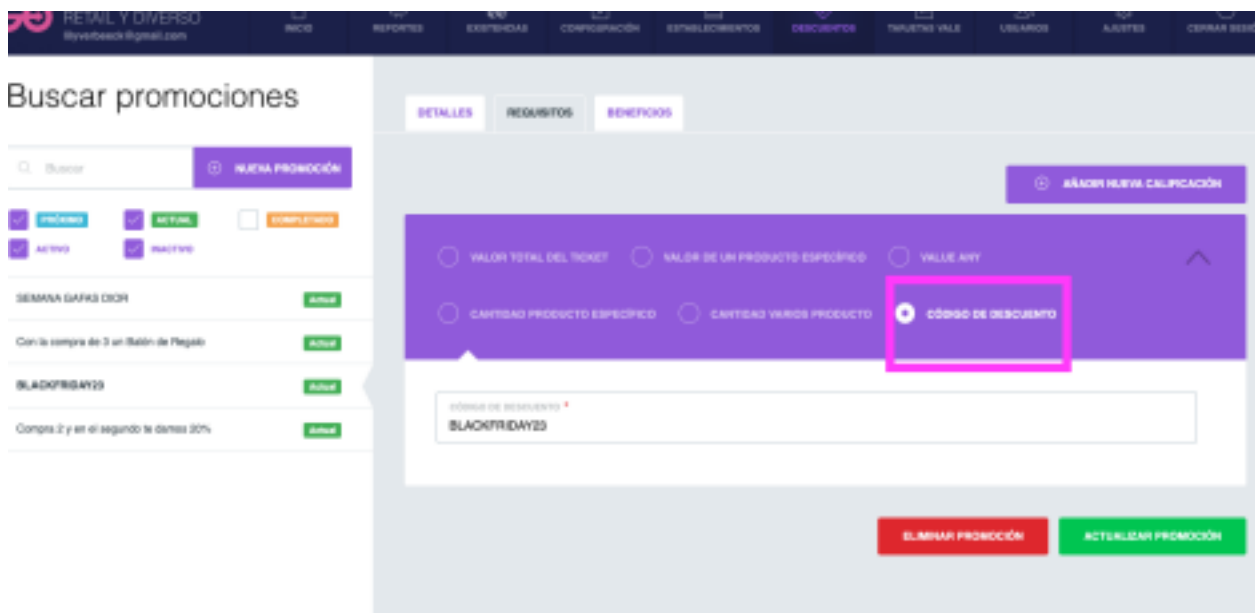 RETAIL Y DIVERSO
INICIO
REPORTES
EXISTENCIAS
CONFIGURACIÓN
ESTABLECIMIENTOS
DESCUENTOS
TARJETAS VALE
USUARIOS
AJUSTES
CERRAR
Buscar promociones
Buscar
NUEVA PROMOCIÓN
PRÓXIMO
ACTUAL
COMPLETADO
ACTIVO
INACTIVO
SEMANA GAFAS DIOR Actual
Con la compra de 3 un Balón de Regalo Actual
BLACKFRIDAY23 Actual
Compra 2 y en el segundo te damos 20% Actual
DETALLES
REQUISITOS
BENEFICIOS
AÑADIR NUEVA CALIFICACIÓN
VALOR TOTAL DEL TICKET
VALOR DE UN PRODUCTO ESPECÍFICO
VALUE ANY
CANTIDAD PRODUCTO ESPECÍFICO
CANTIDAD VARIOS PRODUCTO
CÓDIGO DE DESCUENTO
CÓDIGO DE DESCUENTO *
BLACKFRIDAY23
ELIMINAR PROMOCIÓN
ACTUALIZAR PROMOCIÓN